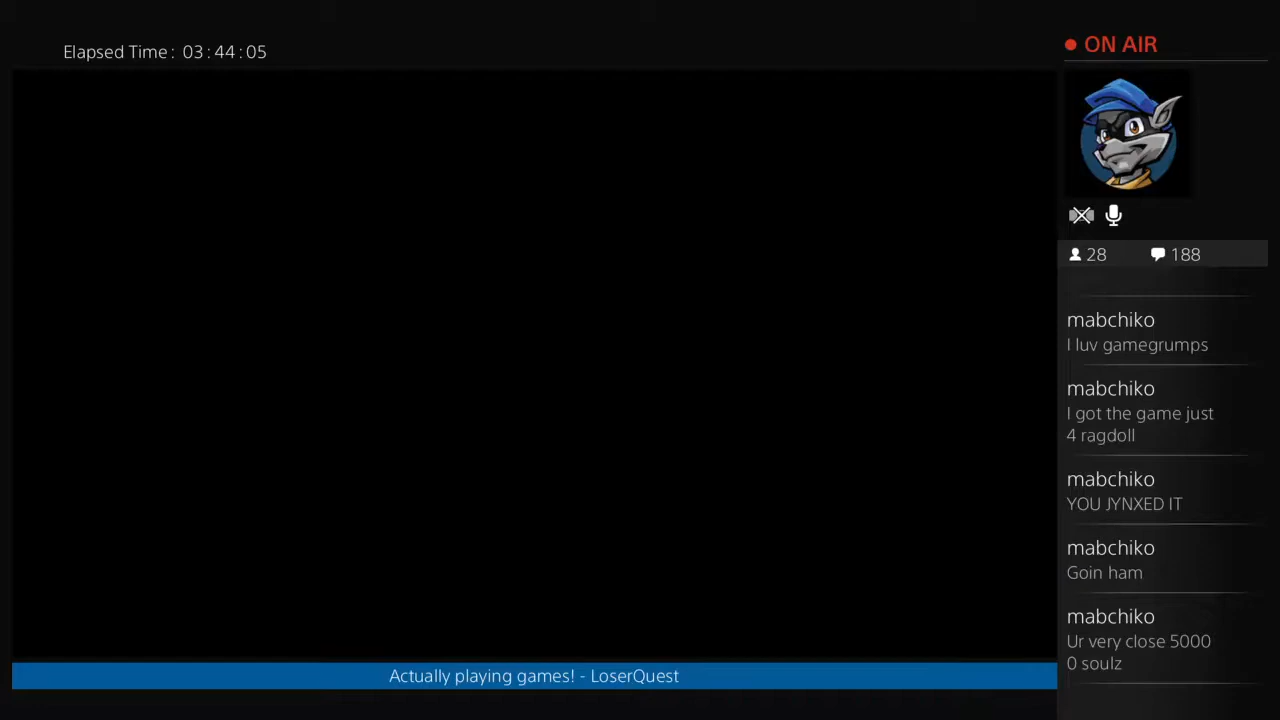 Elapsed Time: 03:44:05
ON AIR
28 188
mabchiko
I luv gamegrumps
mabchiko
I got the game just
4 ragdoll
mabchiko
YOU JYNXED IT
mabchiko
Goin ham
mabchiko
Ur very close 5000
0 soulz
Actually playing games! - LoserQuest